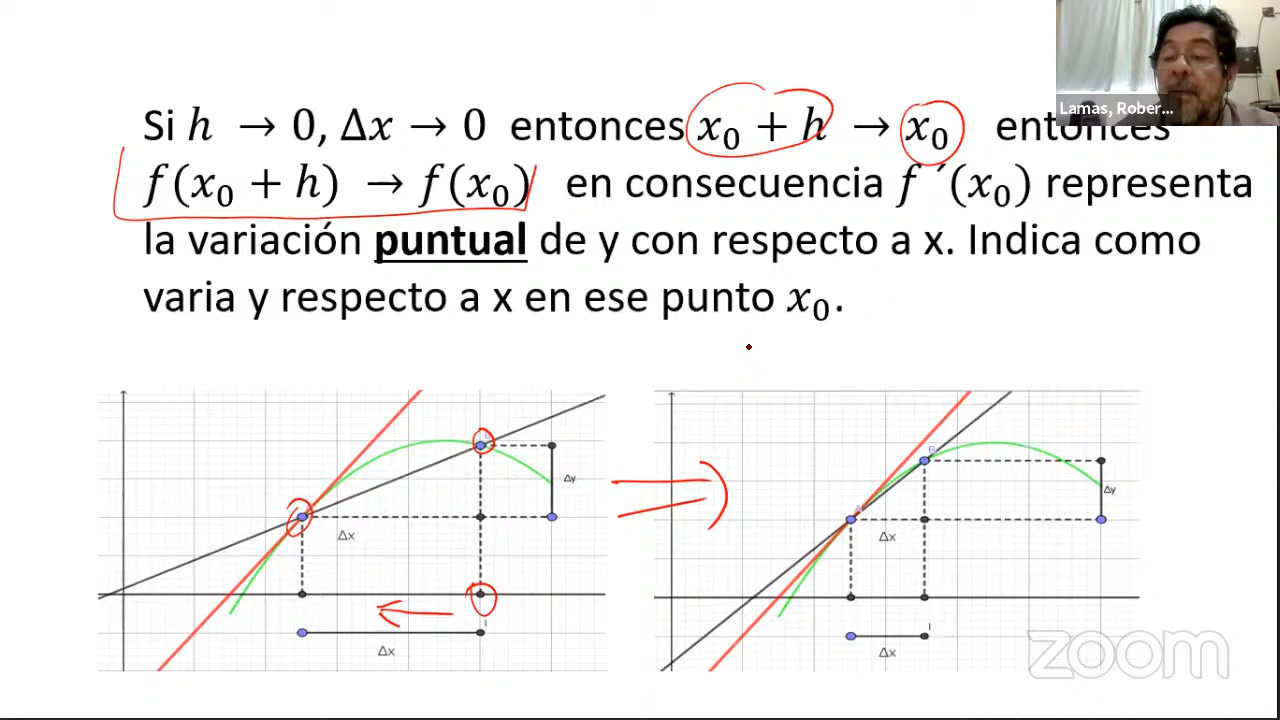 Si h → 0, Δx → 0 entonces x₀ + h → x₀ entonces
f(x₀ + h) → f(x₀) en consecuencia f ´(x₀) representa
la variación puntual de y con respecto a x. Indica como
varia y respecto a x en ese punto x₀.
Lamas, Rober...
Δy
Δx
Δx
B
A
Δy
Δx
Δx
zoom